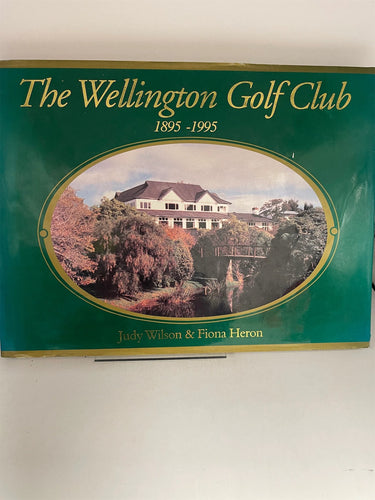 The Wellington Golf Club
1895 -1995
Judy Wilson & Fiona Heron